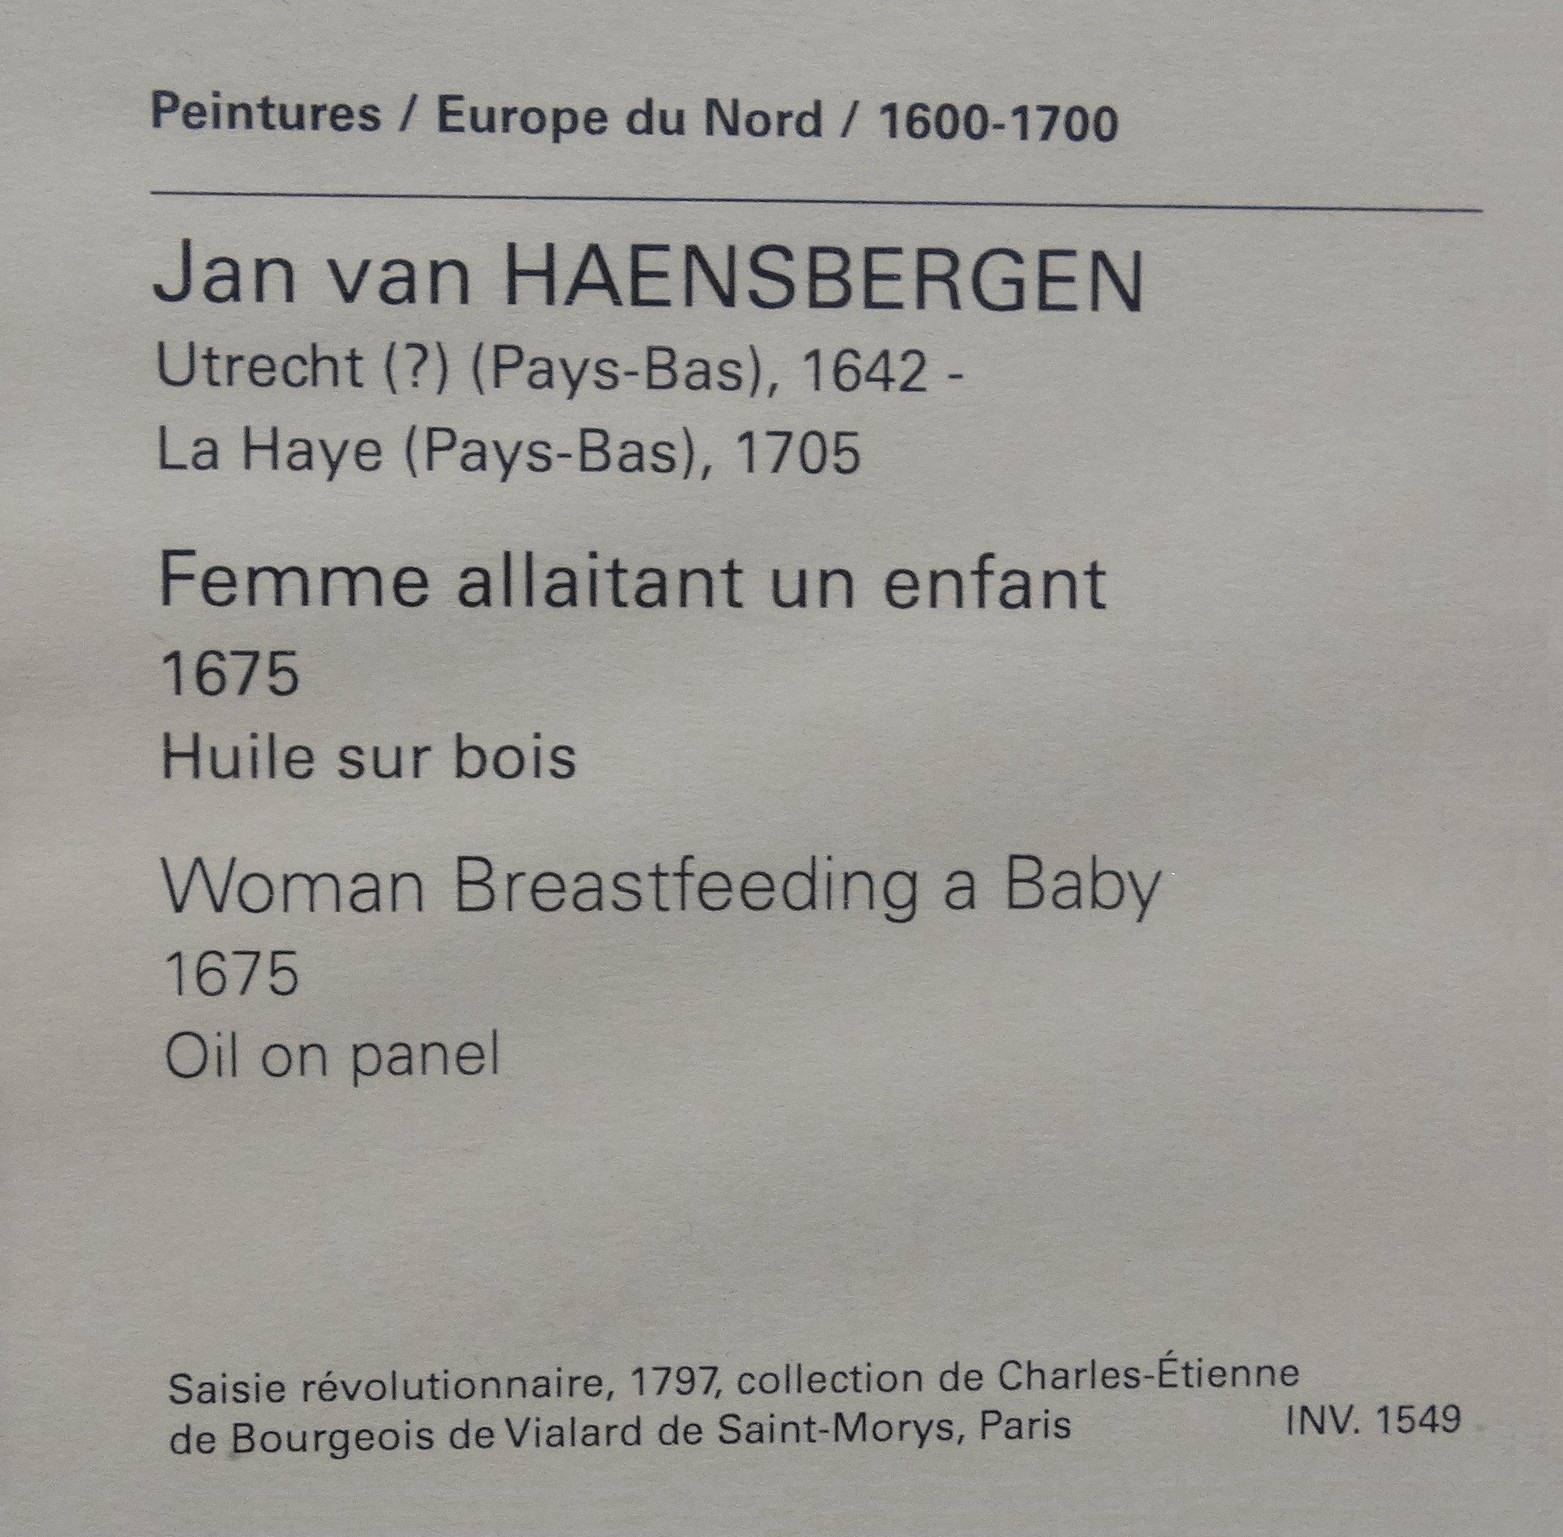 Peintures / Europe du Nord / 1600-1700
Jan van HAENSBERGEN
Utrecht (?) (Pays-Bas), 1642 -
La Haye (Pays-Bas), 1705
Femme allaitant un enfant
1675
Huile sur bois
Woman Breastfeeding a Baby
1675
Oil on panel
Saisie révolutionnaire, 1797, collection de Charles-Étienne
de Bourgeois de Vialard de Saint-Morys, Paris INV. 1549